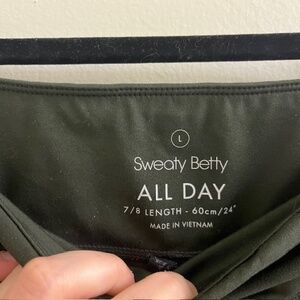 L
Sweaty Betty
ALL DAY
7/8 LENGTH - 60cm/24"
MADE IN VIETNAM